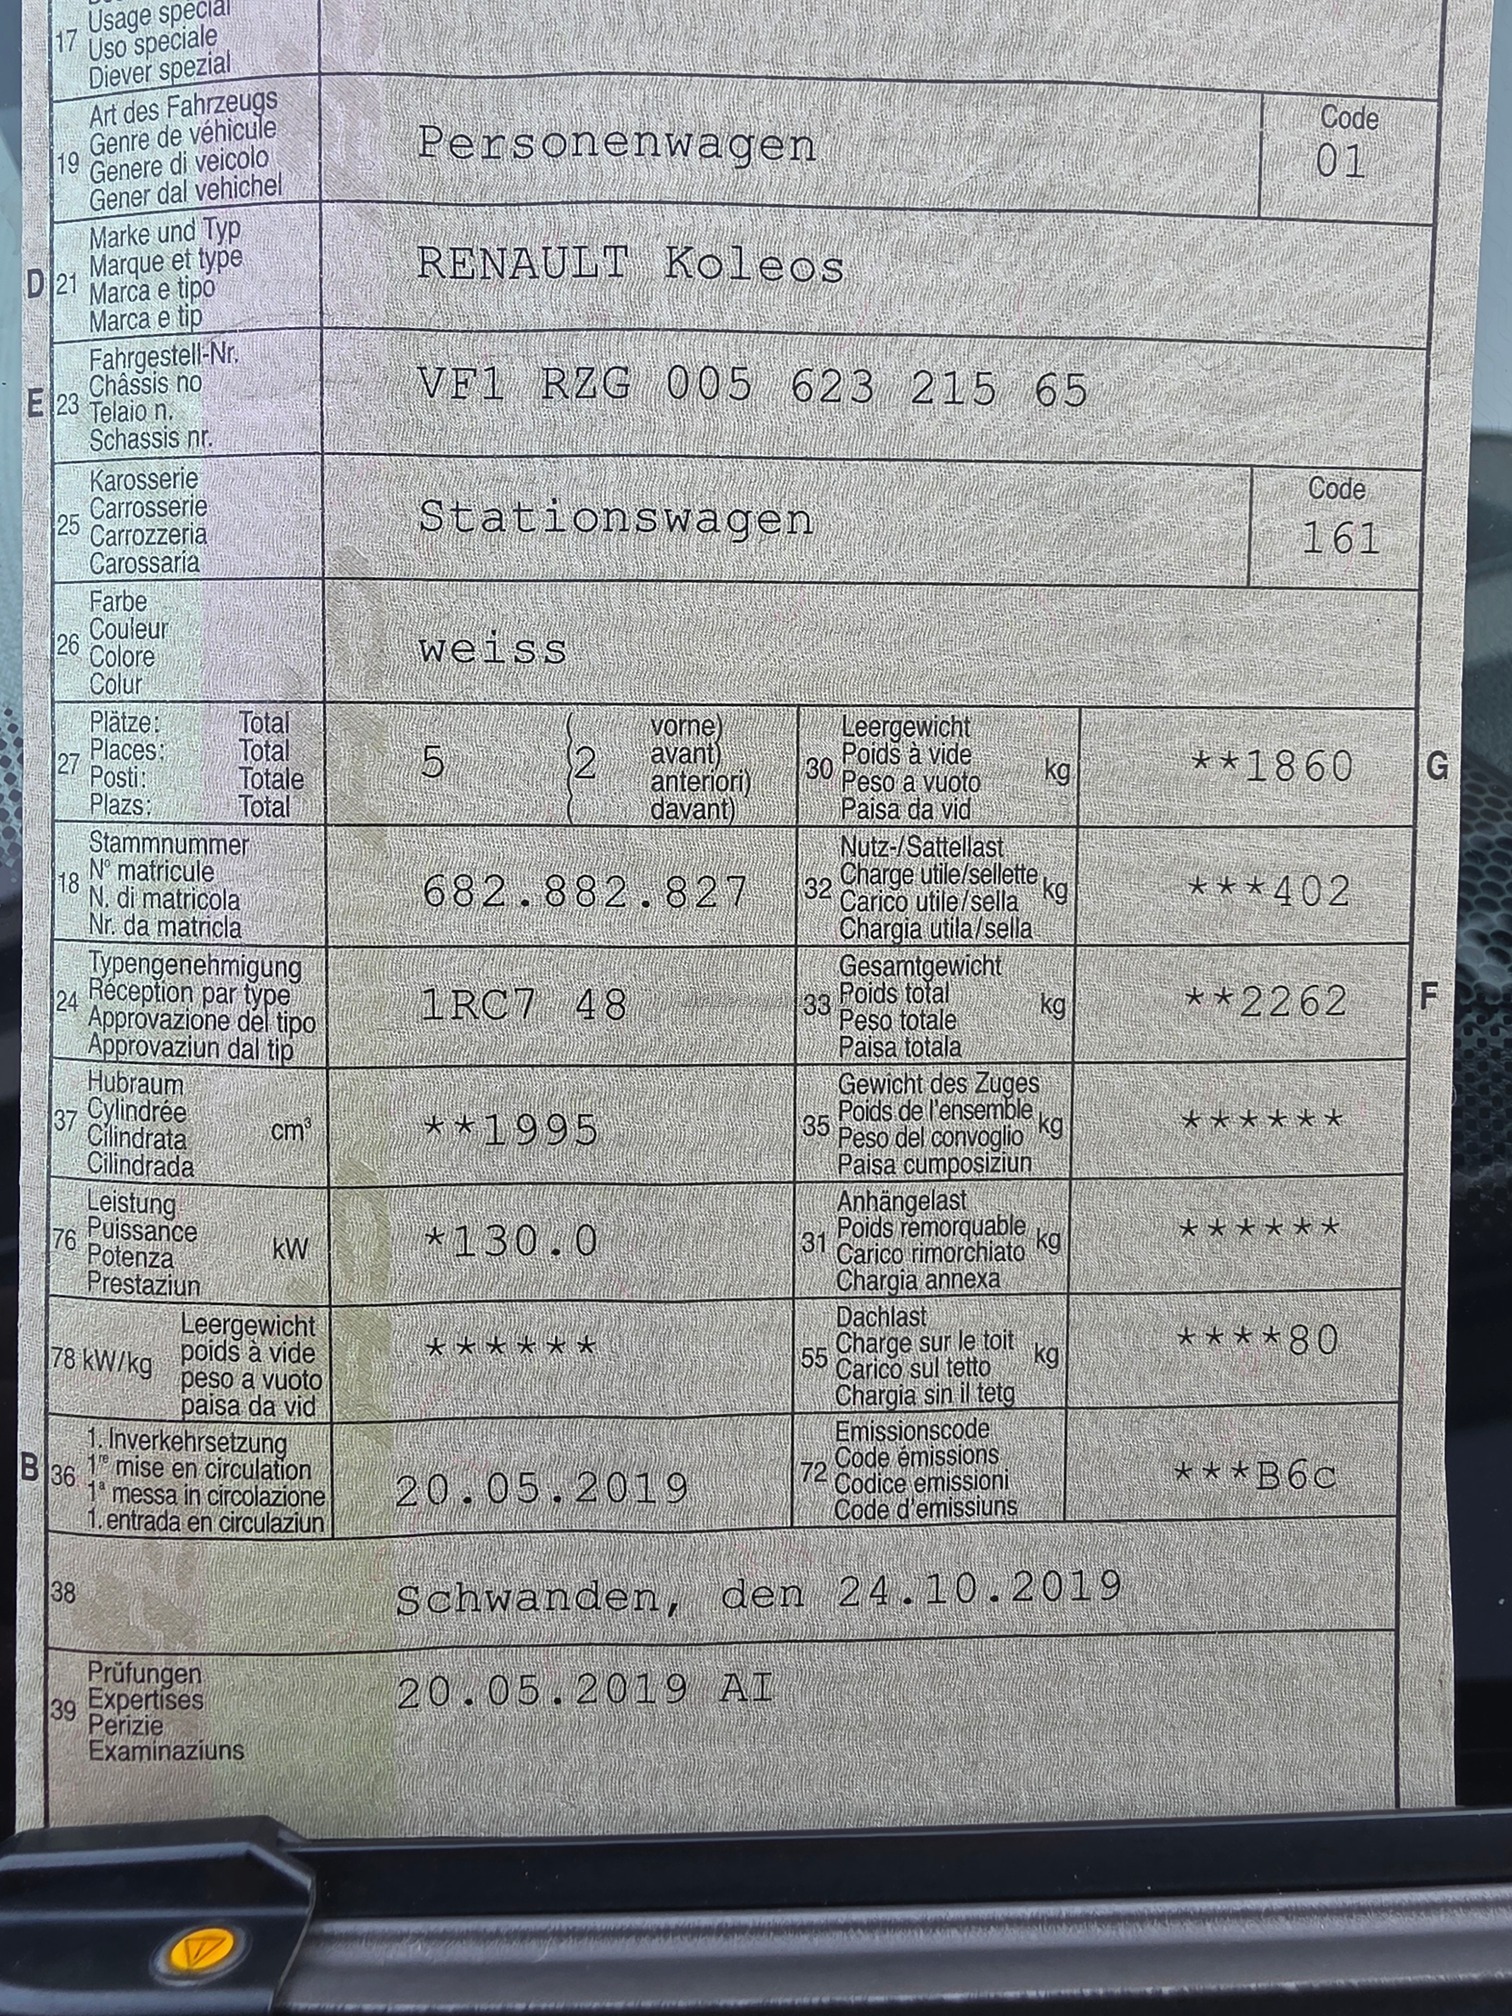 17 Usage spécial
Uso speciale
Diever spezial
Art des Fahrzeugs
Genre de véhicule
19 Genere di veicolo
Gener dal vehichel
Personenwagen
Code
01
Marke und Typ
Marque et type
D 21 Marca e tipo
Marca e tip
RENAULT Koleos
Fahrgestell-Nr.
Châssis no
E 23 Telaio n.
Schassis nr.
VF1 RZG 005 623 215 65
Karosserie
Carrosserie
25 Carrozzeria
Carossaria
Stationswagen
Code
161
Farbe
Couleur
26 Colore
Colur
weiss
Plätze: Total
Places: Total
27 Posti: Totale
Plazs: Total
5 ( 2 vorne)
avant)
anteriori)
( davant)
Leergewicht
Poids à vide
30 Peso a vuoto kg
Paisa da vid
**1860 G
Stammnummer
N° matricule
18 N. di matricola
Nr. da matricla
682.882.827
Nutz-/Sattellast
Charge utile/sellette
32 Carico utile/sella kg
Chargia utila/sella
***402
Typengenehmigung
Réception par type
24 Approvazione del tipo
Approvaziun dal tip
1RC7 48
Gesamtgewicht
33 Poids total kg
Peso totale
Paisa totala
**2262 F
Hubraum
37 Cylindrée
Cilindrata cm³
Cilindrada
**1995
Gewicht des Zuges
Poids de l'ensemble
35 Peso del convoglio kg
Paisa cumposiziun
******
Leistung
76 Puissance
Potenza kW
Prestaziun
*130.0
Anhängelast
Poids remorquable
31 Carico rimorchiato kg
Chargia annexa
******
Leergewicht
78 kW/kg poids à vide
peso a vuoto
paisa da vid
******
Dachlast
Charge sur le toit
55 Carico sul tetto kg
Chargia sin il tetg
****80
1. Inverkehrsetzung
B 36 1re mise en circulation
1a messa in circolazione
1. entrada en circulaziun
20.05.2019
Emissionscode
Code émissions
72 Codice emissioni
Code d'emissiuns
***B6c
38 Schwanden, den 24.10.2019
Prüfungen
39 Expertises
Perizie
Examinaziuns
20.05.2019 AI